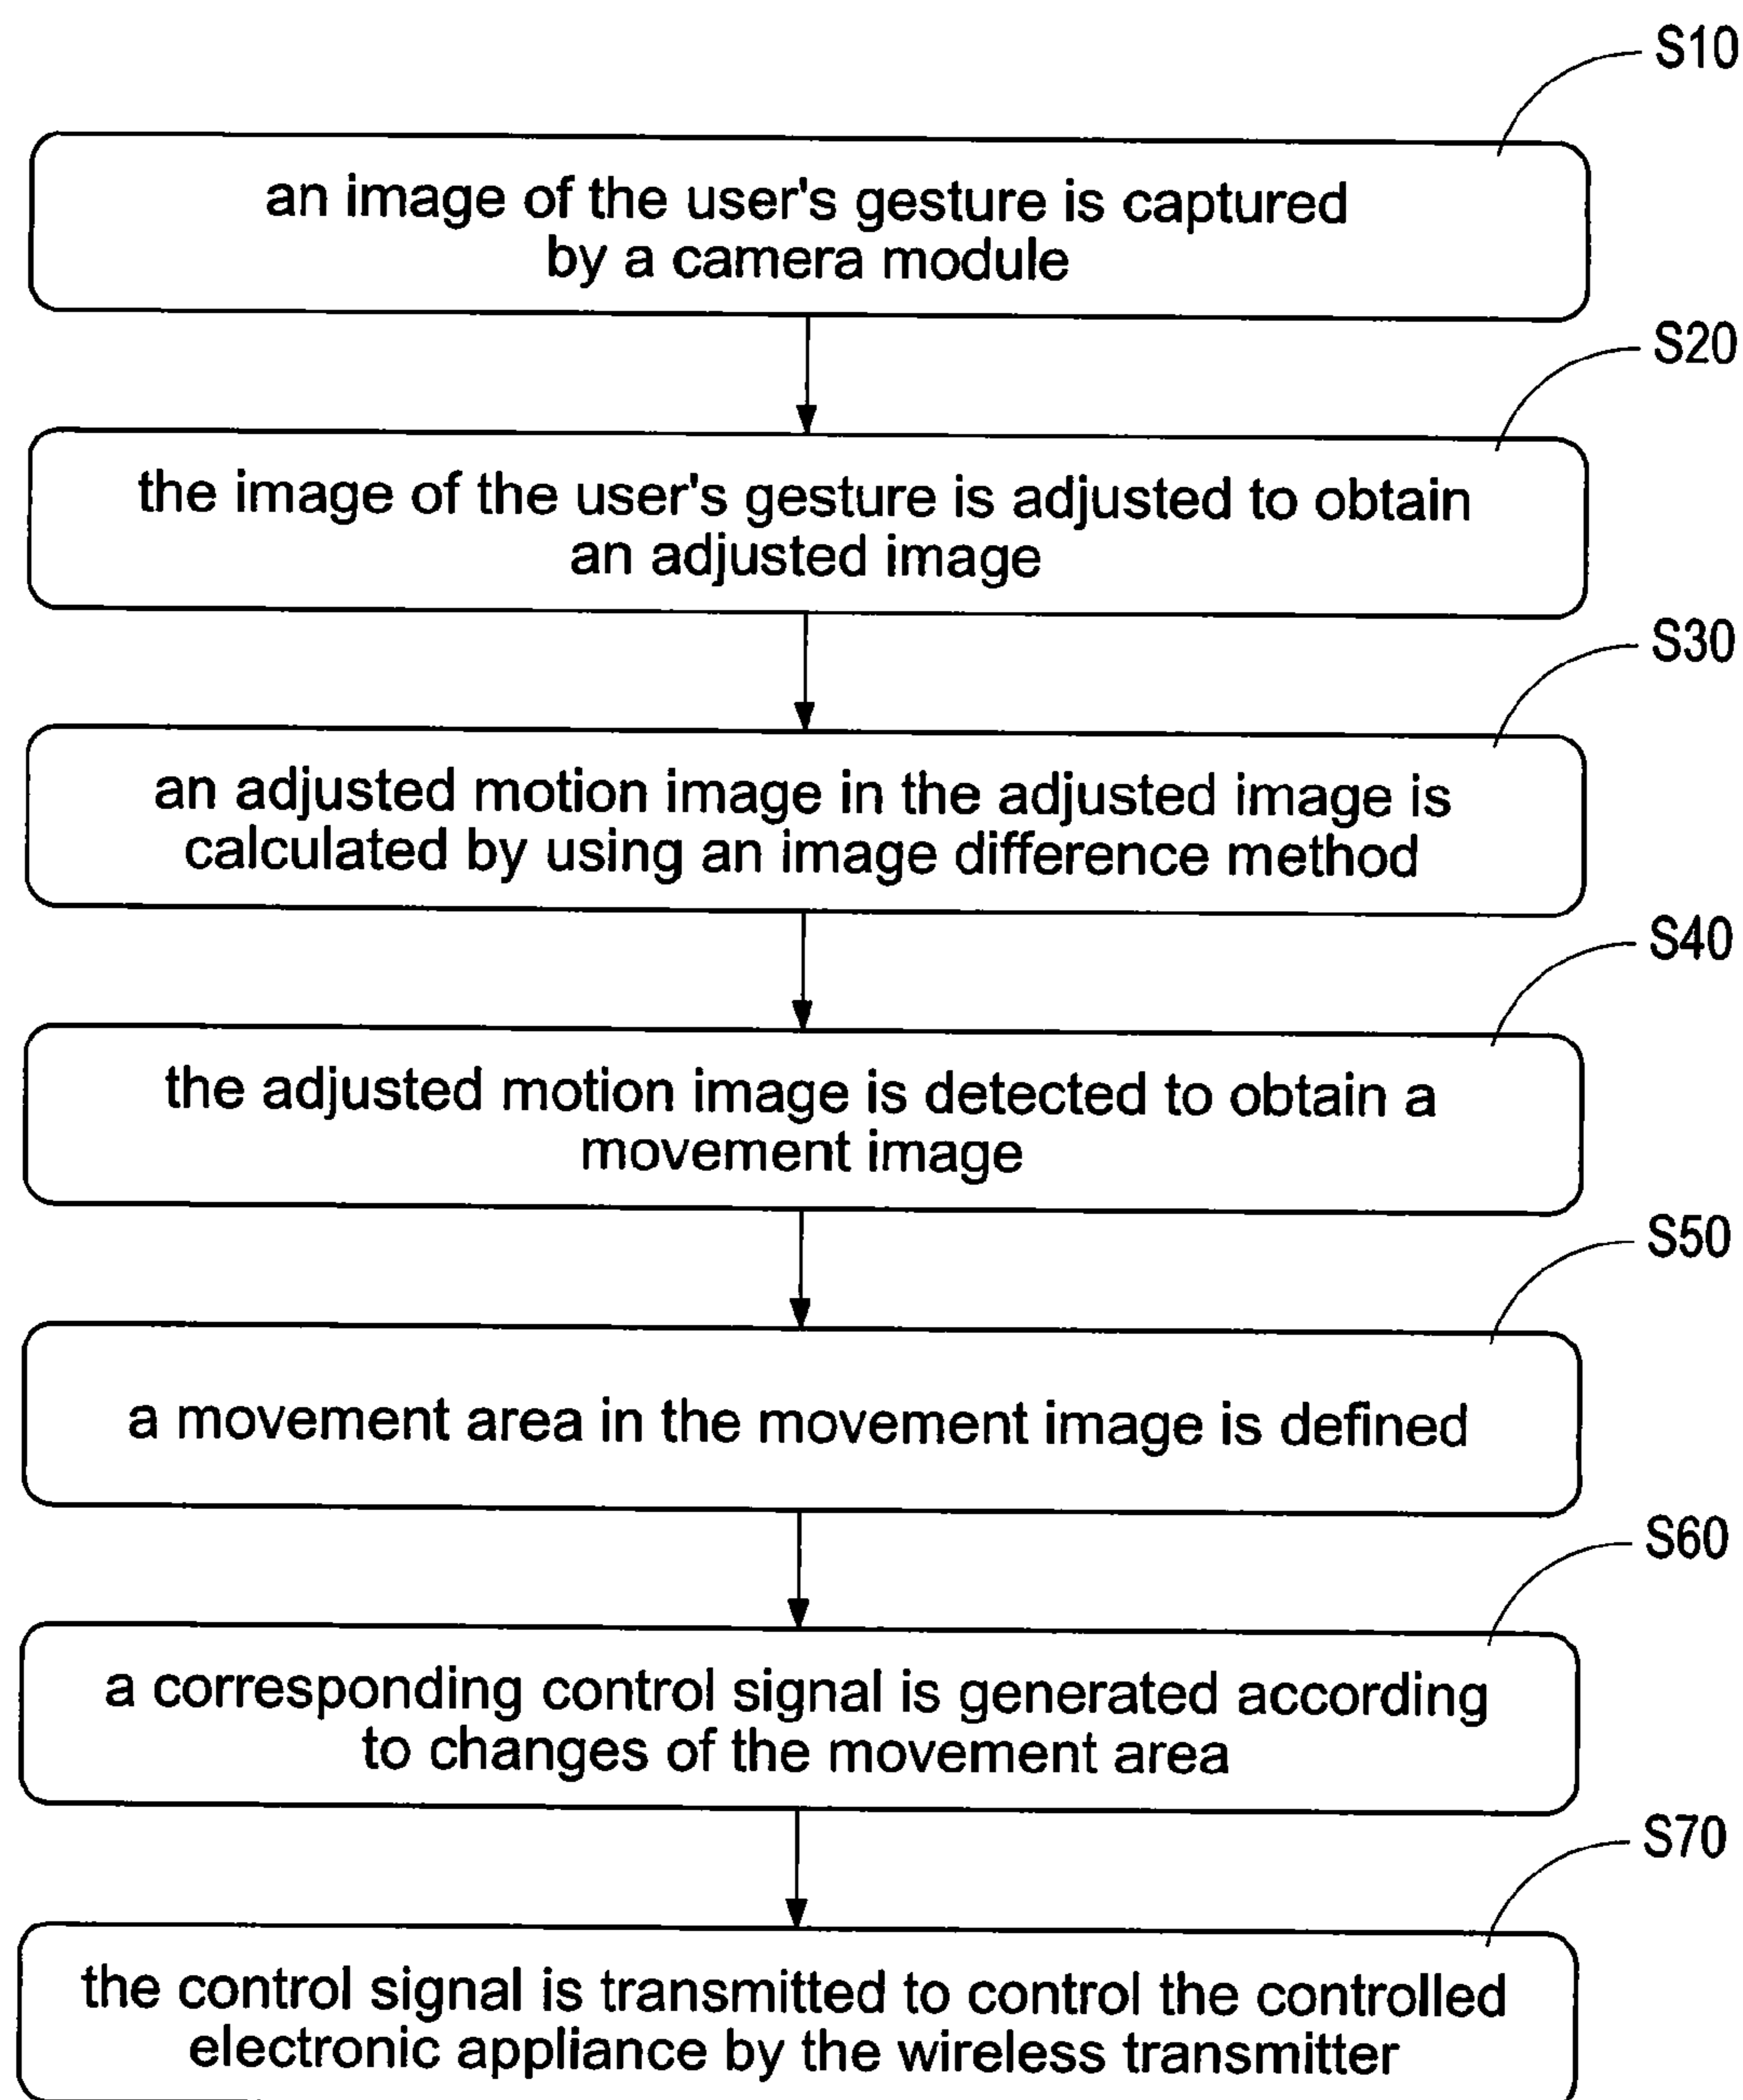 S10
an image of the user's gesture is captured
by a camera module
S20
the image of the user's gesture is adjusted to obtain
an adjusted image
S30
an adjusted motion image in the adjusted image is
calculated by using an image difference method
S40
the adjusted motion image is detected to obtain a
movement image
S50
a movement area in the movement image is defined
S60
a corresponding control signal is generated according
to changes of the movement area
S70
the control signal is transmitted to control the controlled
electronic appliance by the wireless transmitter